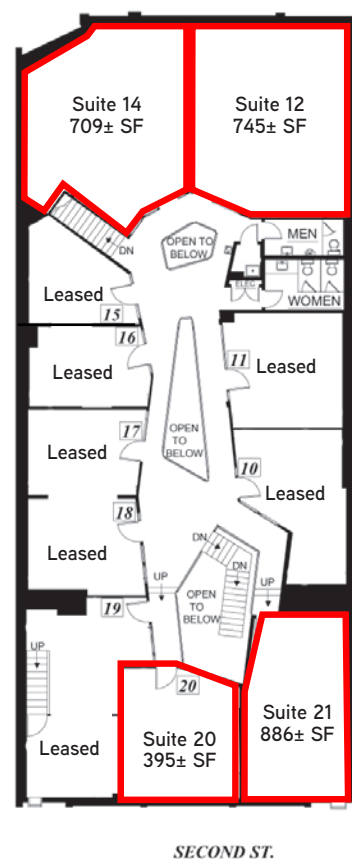 Suite 14
709± SF
Suite 12
745± SF
DN
OPEN TO
BELOW
MEN
ELEC
WOMEN
Leased
15
16
Leased
11
Leased
17
Leased
OPEN
TO
BELOW
10
Leased
18
Leased
DN
DN
UP
UP
OPEN
TO
BELOW
19
UP
20
Leased
Suite 20
395± SF
Suite 21
886± SF
SECOND ST.